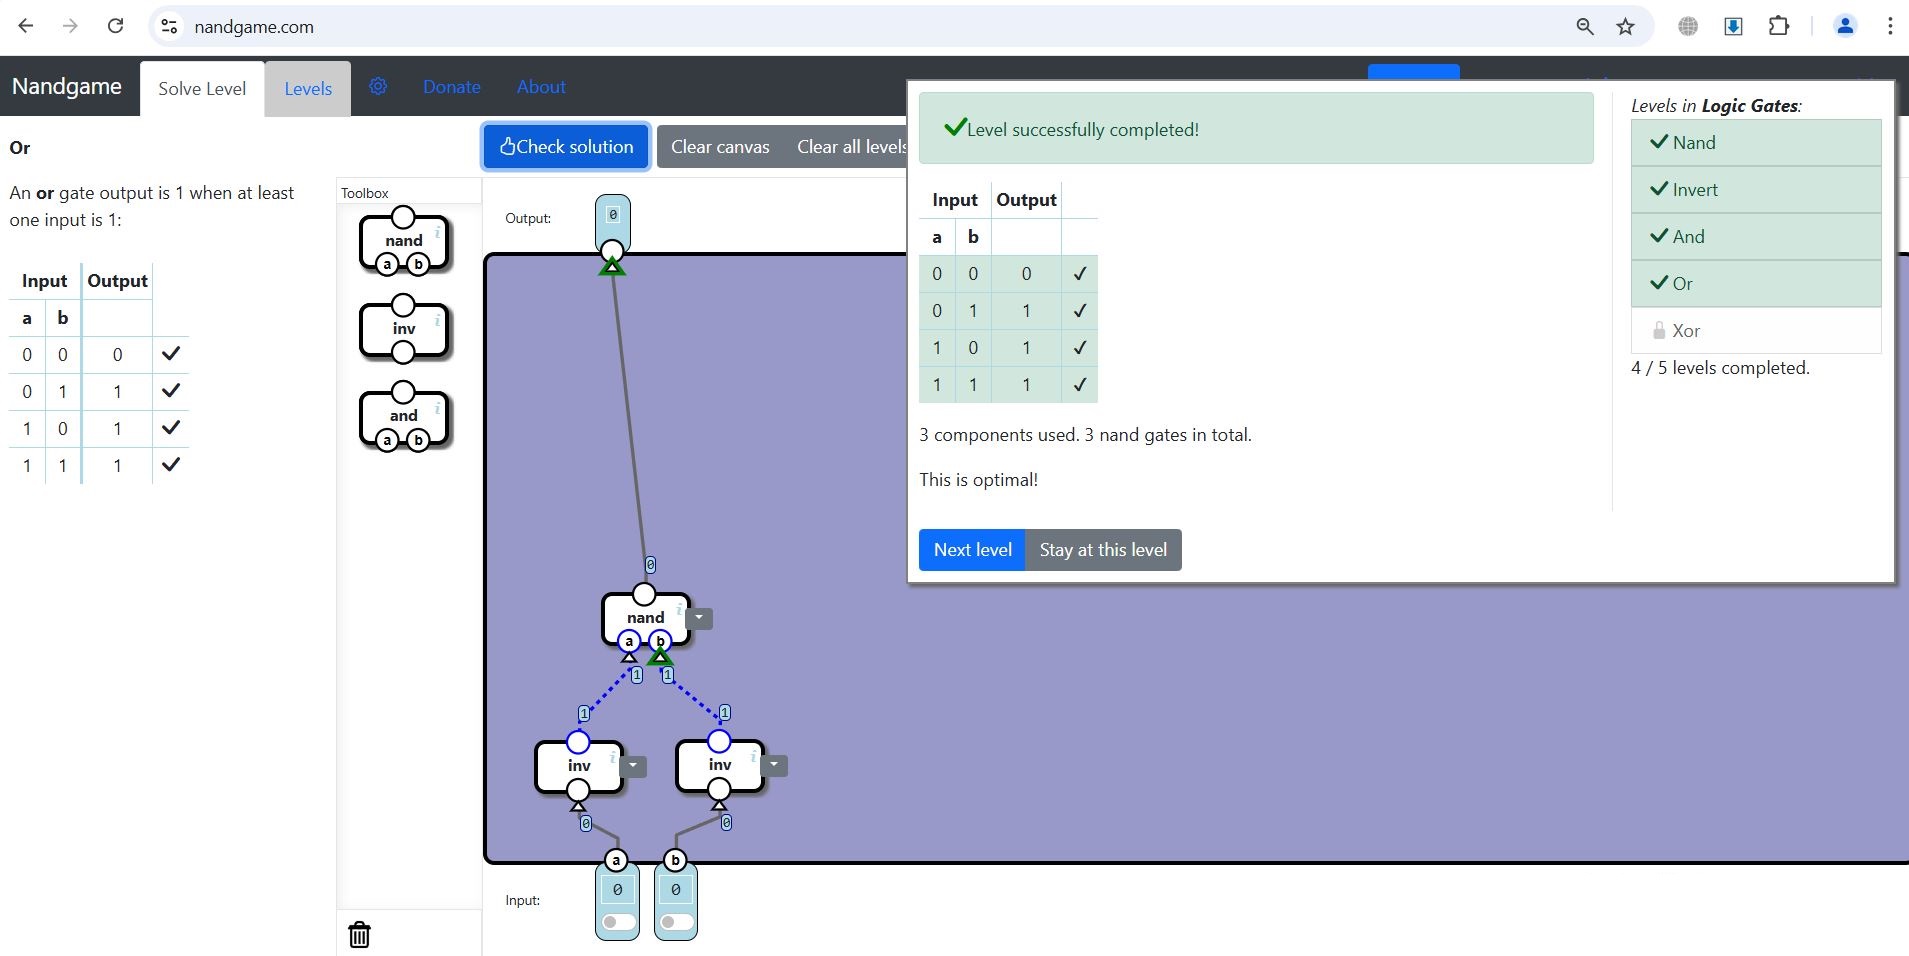 nandgame.com
Nandgame
Solve Level
Levels
Donate
About
Or
An or gate output is 1 when at least
one input is 1:
Input Output
a b
0 0 0 ✔
0 1 1 ✔
1 0 1 ✔
1 1 1 ✔
Check solution
Clear canvas
Clear all levels
Toolbox
nand i
a b
inv i
and i
a b
Output:
0
0
nand i
a b
1 1
1 1
inv i
inv i
0 0
a b
Input:
0 0
✔Level successfully completed!
Input Output
a b
0 0 0 ✓
0 1 1 ✓
1 0 1 ✓
1 1 1 ✓
3 components used. 3 nand gates in total.
This is optimal!
Next level
Stay at this level
Levels in Logic Gates:
✔ Nand
✔ Invert
✔ And
✔ Or
Xor
4 / 5 levels completed.